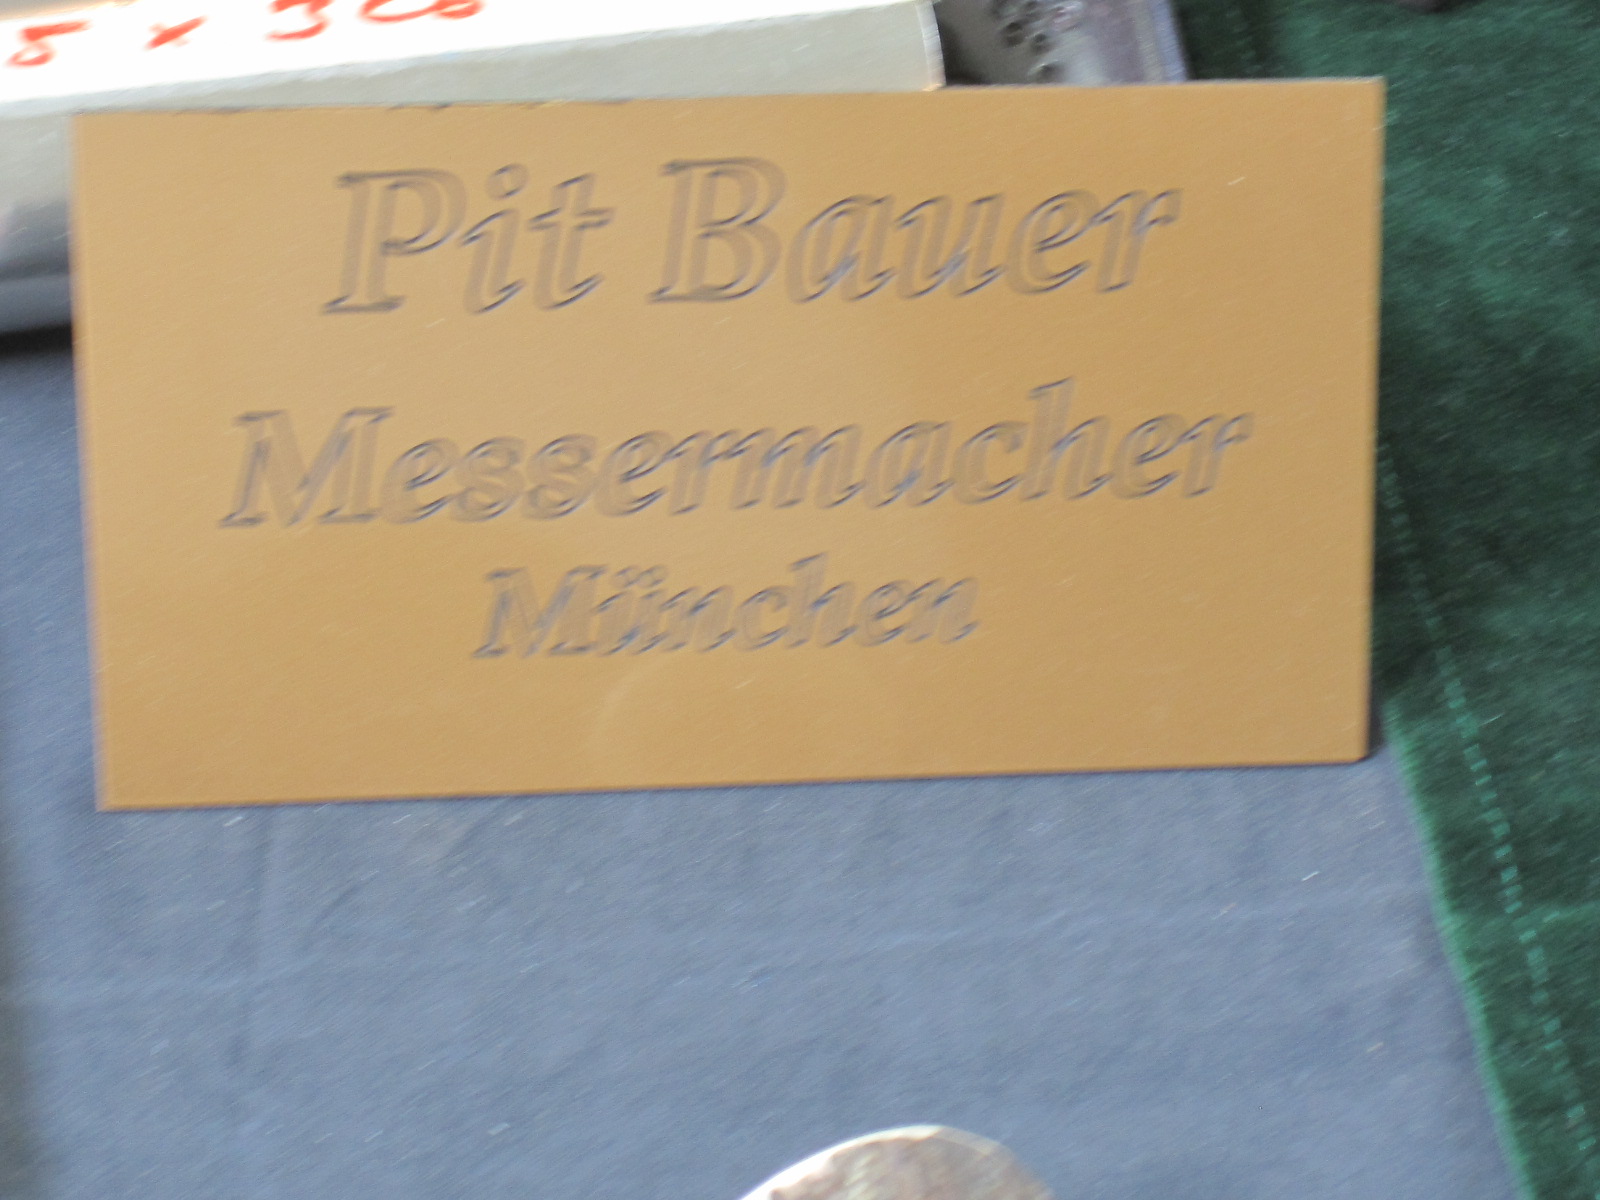 Pit Bauer
Messermacher
München